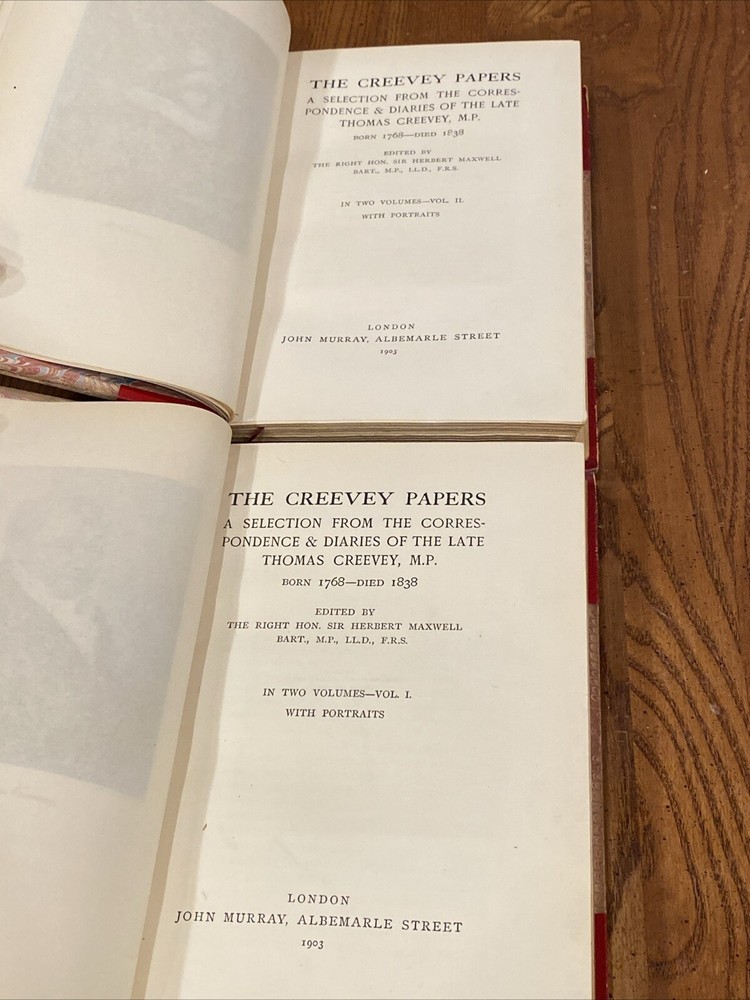 THE CREEVEY PAPERS
A SELECTION FROM THE CORRES-
PONDENCE & DIARIES OF THE LATE
THOMAS CREEVEY, M.P.
BORN 1768—DIED 1838
EDITED BY
THE RIGHT HON. SIR HERBERT MAXWELL
BART., M.P., LL.D., F.R.S.
IN TWO VOLUMES—VOL. II.
WITH PORTRAITS
LONDON
JOHN MURRAY, ALBEMARLE STREET
1903
THE CREEVEY PAPERS
A SELECTION FROM THE CORRES-
PONDENCE & DIARIES OF THE LATE
THOMAS CREEVEY, M.P.
BORN 1768—DIED 1838
EDITED BY
THE RIGHT HON. SIR HERBERT MAXWELL
BART., M.P., LL.D., F.R.S.
IN TWO VOLUMES—VOL. I.
WITH PORTRAITS
LONDON
JOHN MURRAY, ALBEMARLE STREET
1903